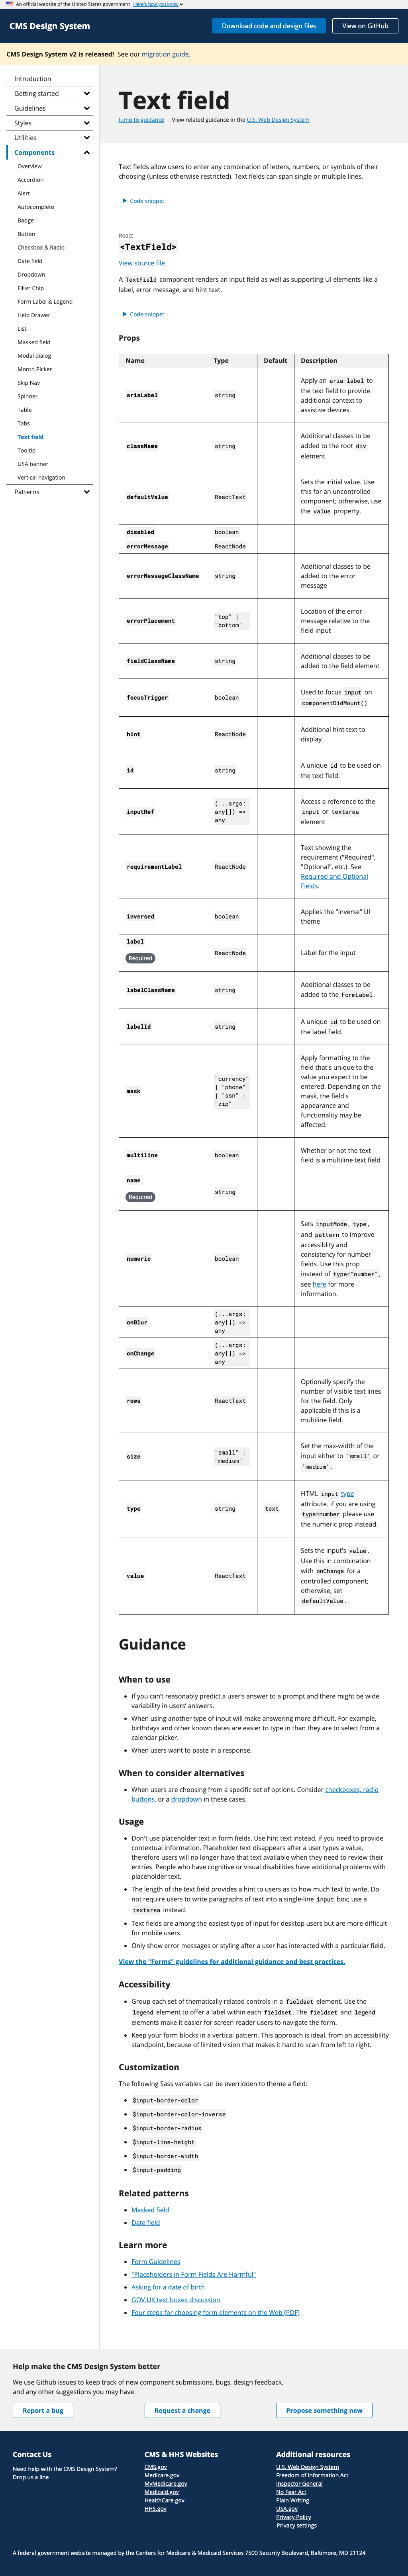 An official website of the United States government Here's how you know
CMS Design System
Download code and design files
View on GitHub
CMS Design System v2 is released! See our migration guide.
Introduction
Getting started
Guidelines
Styles
Utilities
Components
Overview
Accordion
Alert
Autocomplete
Badge
Button
Checkbox & Radio
Date field
Dropdown
Filter Chip
Form Label & Legend
Help Drawer
List
Masked field
Modal dialog
Month Picker
Skip Nav
Spinner
Table
Tabs
Text field
Tooltip
USA banner
Vertical navigation
Patterns
Text field
Jump to guidance View related guidance in the U.S. Web Design System
Text fields allow users to enter any combination of letters, numbers, or symbols of their
choosing (unless otherwise restricted). Text fields can span single or multiple lines.
Code snippet
React
<TextField>
View source file
A TextField component renders an input field as well as supporting UI elements like a
label, error message, and hint text.
Code snippet
Props
Name Type Default Description
ariaLabel string Apply an aria-label to
the text field to provide
additional context to
assistive devices.
className string Additional classes to be
added to the root div
element
defaultValue ReactText Sets the initial value. Use
this for an uncontrolled
component; otherwise, use
the value property.
disabled boolean
errorMessage ReactNode
errorMessageClassName string Additional classes to be
added to the error
message
errorPlacement "top" |
"bottom" Location of the error
message relative to the
field input
fieldClassName string Additional classes to be
added to the field element
focusTrigger boolean Used to focus input on
componentDidMount()
hint ReactNode Additional hint text to
display
id string A unique id to be used on
the text field.
inputRef (...args:
any[]) =>
any Access a reference to the
input or textarea
element
requirementLabel ReactNode Text showing the
requirement ("Required",
"Optional", etc.). See
Required and Optional
Fields.
inversed boolean Applies the "inverse" UI
theme
label
Required
ReactNode Label for the input
labelClassName string Additional classes to be
added to the FormLabel.
labelId string A unique id to be used on
the label field.
mask "currency"
| "phone"
| "ssn" |
"zip" Apply formatting to the
field that's unique to the
value you expect to be
entered. Depending on the
mask, the field's
appearance and
functionality may be
affected.
multiline boolean Whether or not the text
field is a multiline text field
name
Required
string
numeric boolean Sets inputMode, type,
and pattern to improve
accessiblity and
consistency for number
fields. Use this prop
instead of type="number",
see here for more
information.
onBlur (...args:
any[]) =>
any
onChange (...args:
any[]) =>
any
rows ReactText Optionally specify the
number of visible text lines
for the field. Only
applicable if this is a
multiline field.
size "small" |
"medium" Set the max-width of the
input either to 'small' or
'medium'.
type string text HTML input type
attribute. If you are using
type=number please use
the numeric prop instead.
value ReactText Sets the input's value.
Use this in combination
with onChange for a
controlled component;
otherwise, set
defaultValue.
Guidance
When to use
If you can't reasonably predict a user's answer to a prompt and there might be wide
variability in users' answers.
When using another type of input will make answering more difficult. For example,
birthdays and other known dates are easier to type in than they are to select from a
calendar picker.
When users want to paste in a response.
When to consider alternatives
When users are choosing from a specific set of options. Consider checkboxes, radio
buttons, or a dropdown in these cases.
Usage
Don't use placeholder text in form fields. Use hint text instead, if you need to provide
contextual information. Placeholder text disappears after a user types a value,
therefore users will no longer have that text available when they need to review their
entries. People who have cognitive or visual disabilities have additional problems with
placeholder text.
The length of the text field provides a hint to users as to how much text to write. Do
not require users to write paragraphs of text into a single-line input box; use a
textarea instead.
Text fields are among the easiest type of input for desktop users but are more difficult
for mobile users.
Only show error messages or styling after a user has interacted with a particular field.
View the "Forms" guidelines for additional guidance and best practices.
Accessibility
Group each set of thematically related controls in a fieldset element. Use the
legend element to offer a label within each fieldset. The fieldset and legend
elements make it easier for screen reader users to navigate the form.
Keep your form blocks in a vertical pattern. This approach is ideal, from an accessibility
standpoint, because of limited vision that makes it hard to scan from left to right.
Customization
The following Sass variables can be overridden to theme a field:
$input-border-color
$input-border-color-inverse
$input-border-radius
$input-line-height
$input-border-width
$input-padding
Related patterns
Masked field
Date field
Learn more
Form Guidelines
"Placeholders in Form Fields Are Harmful"
Asking for a date of birth
GOV.UK text boxes discussion
Four steps for choosing form elements on the Web (PDF)
Help make the CMS Design System better
We use Github issues to keep track of new component submissions, bugs, design feedback,
and any other suggestions you may have.
Report a bug
Request a change
Propose something new
Contact Us
Need help with the CMS Design System?
Drop us a line
CMS & HHS Websites
CMS.gov
Medicare.gov
MyMedicare.gov
Medicaid.gov
HealthCare.gov
HHS.gov
Additional resources
U.S. Web Design System
Freedom of Information Act
Inspector General
No Fear Act
Plain Writing
USA.gov
Privacy Policy
Privacy settings
A federal government website managed by the Centers for Medicare & Medicaid Services 7500 Security Boulevard, Baltimore, MD 21124